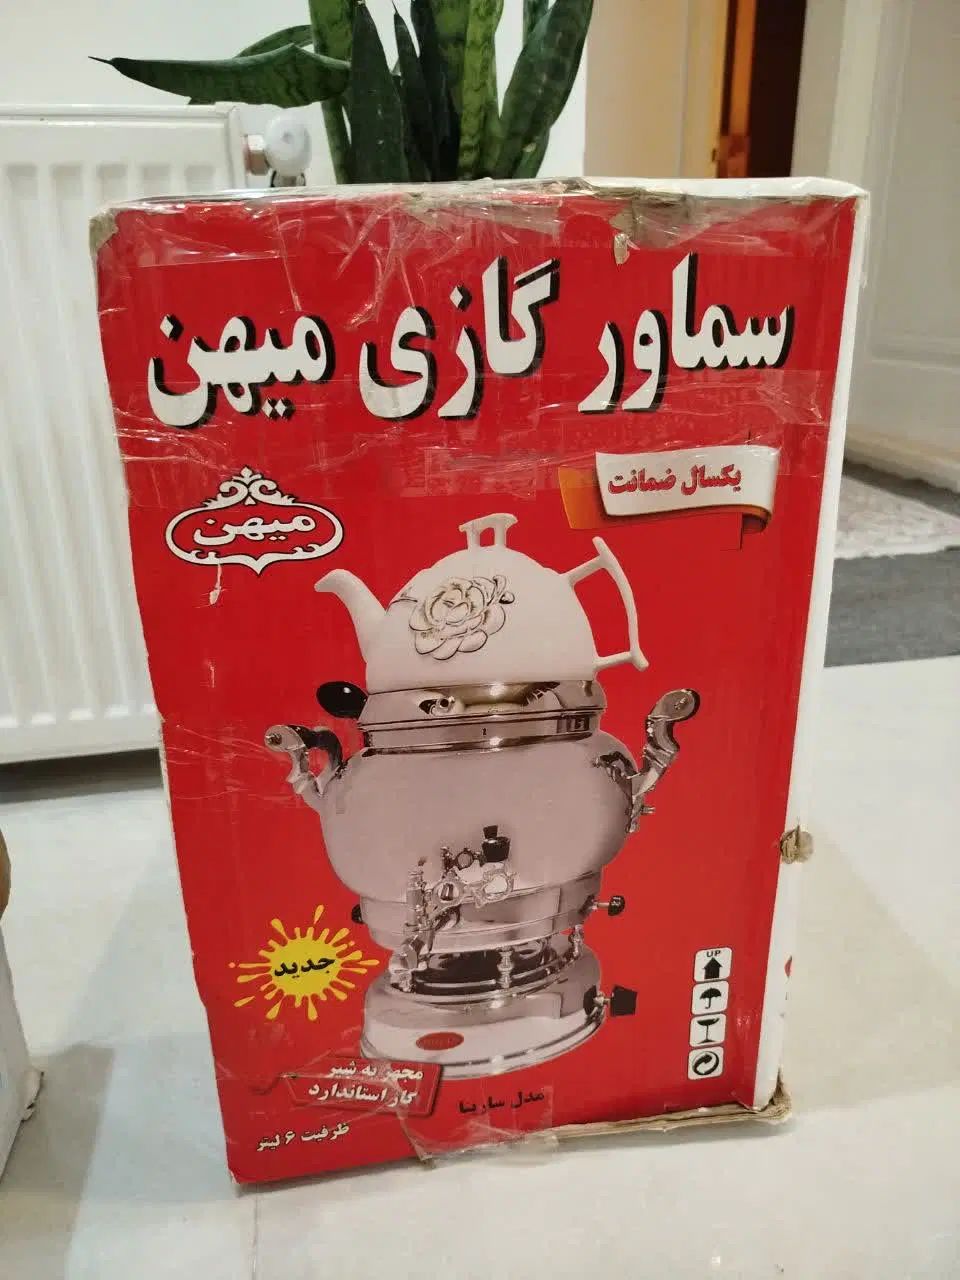 سماور گازی میهن
یکسال ضمانت
میهن
جدید
مجهز به شیر
گاز استاندارد
مدل سارینا
ظرفیت ۶ لیتر
UP